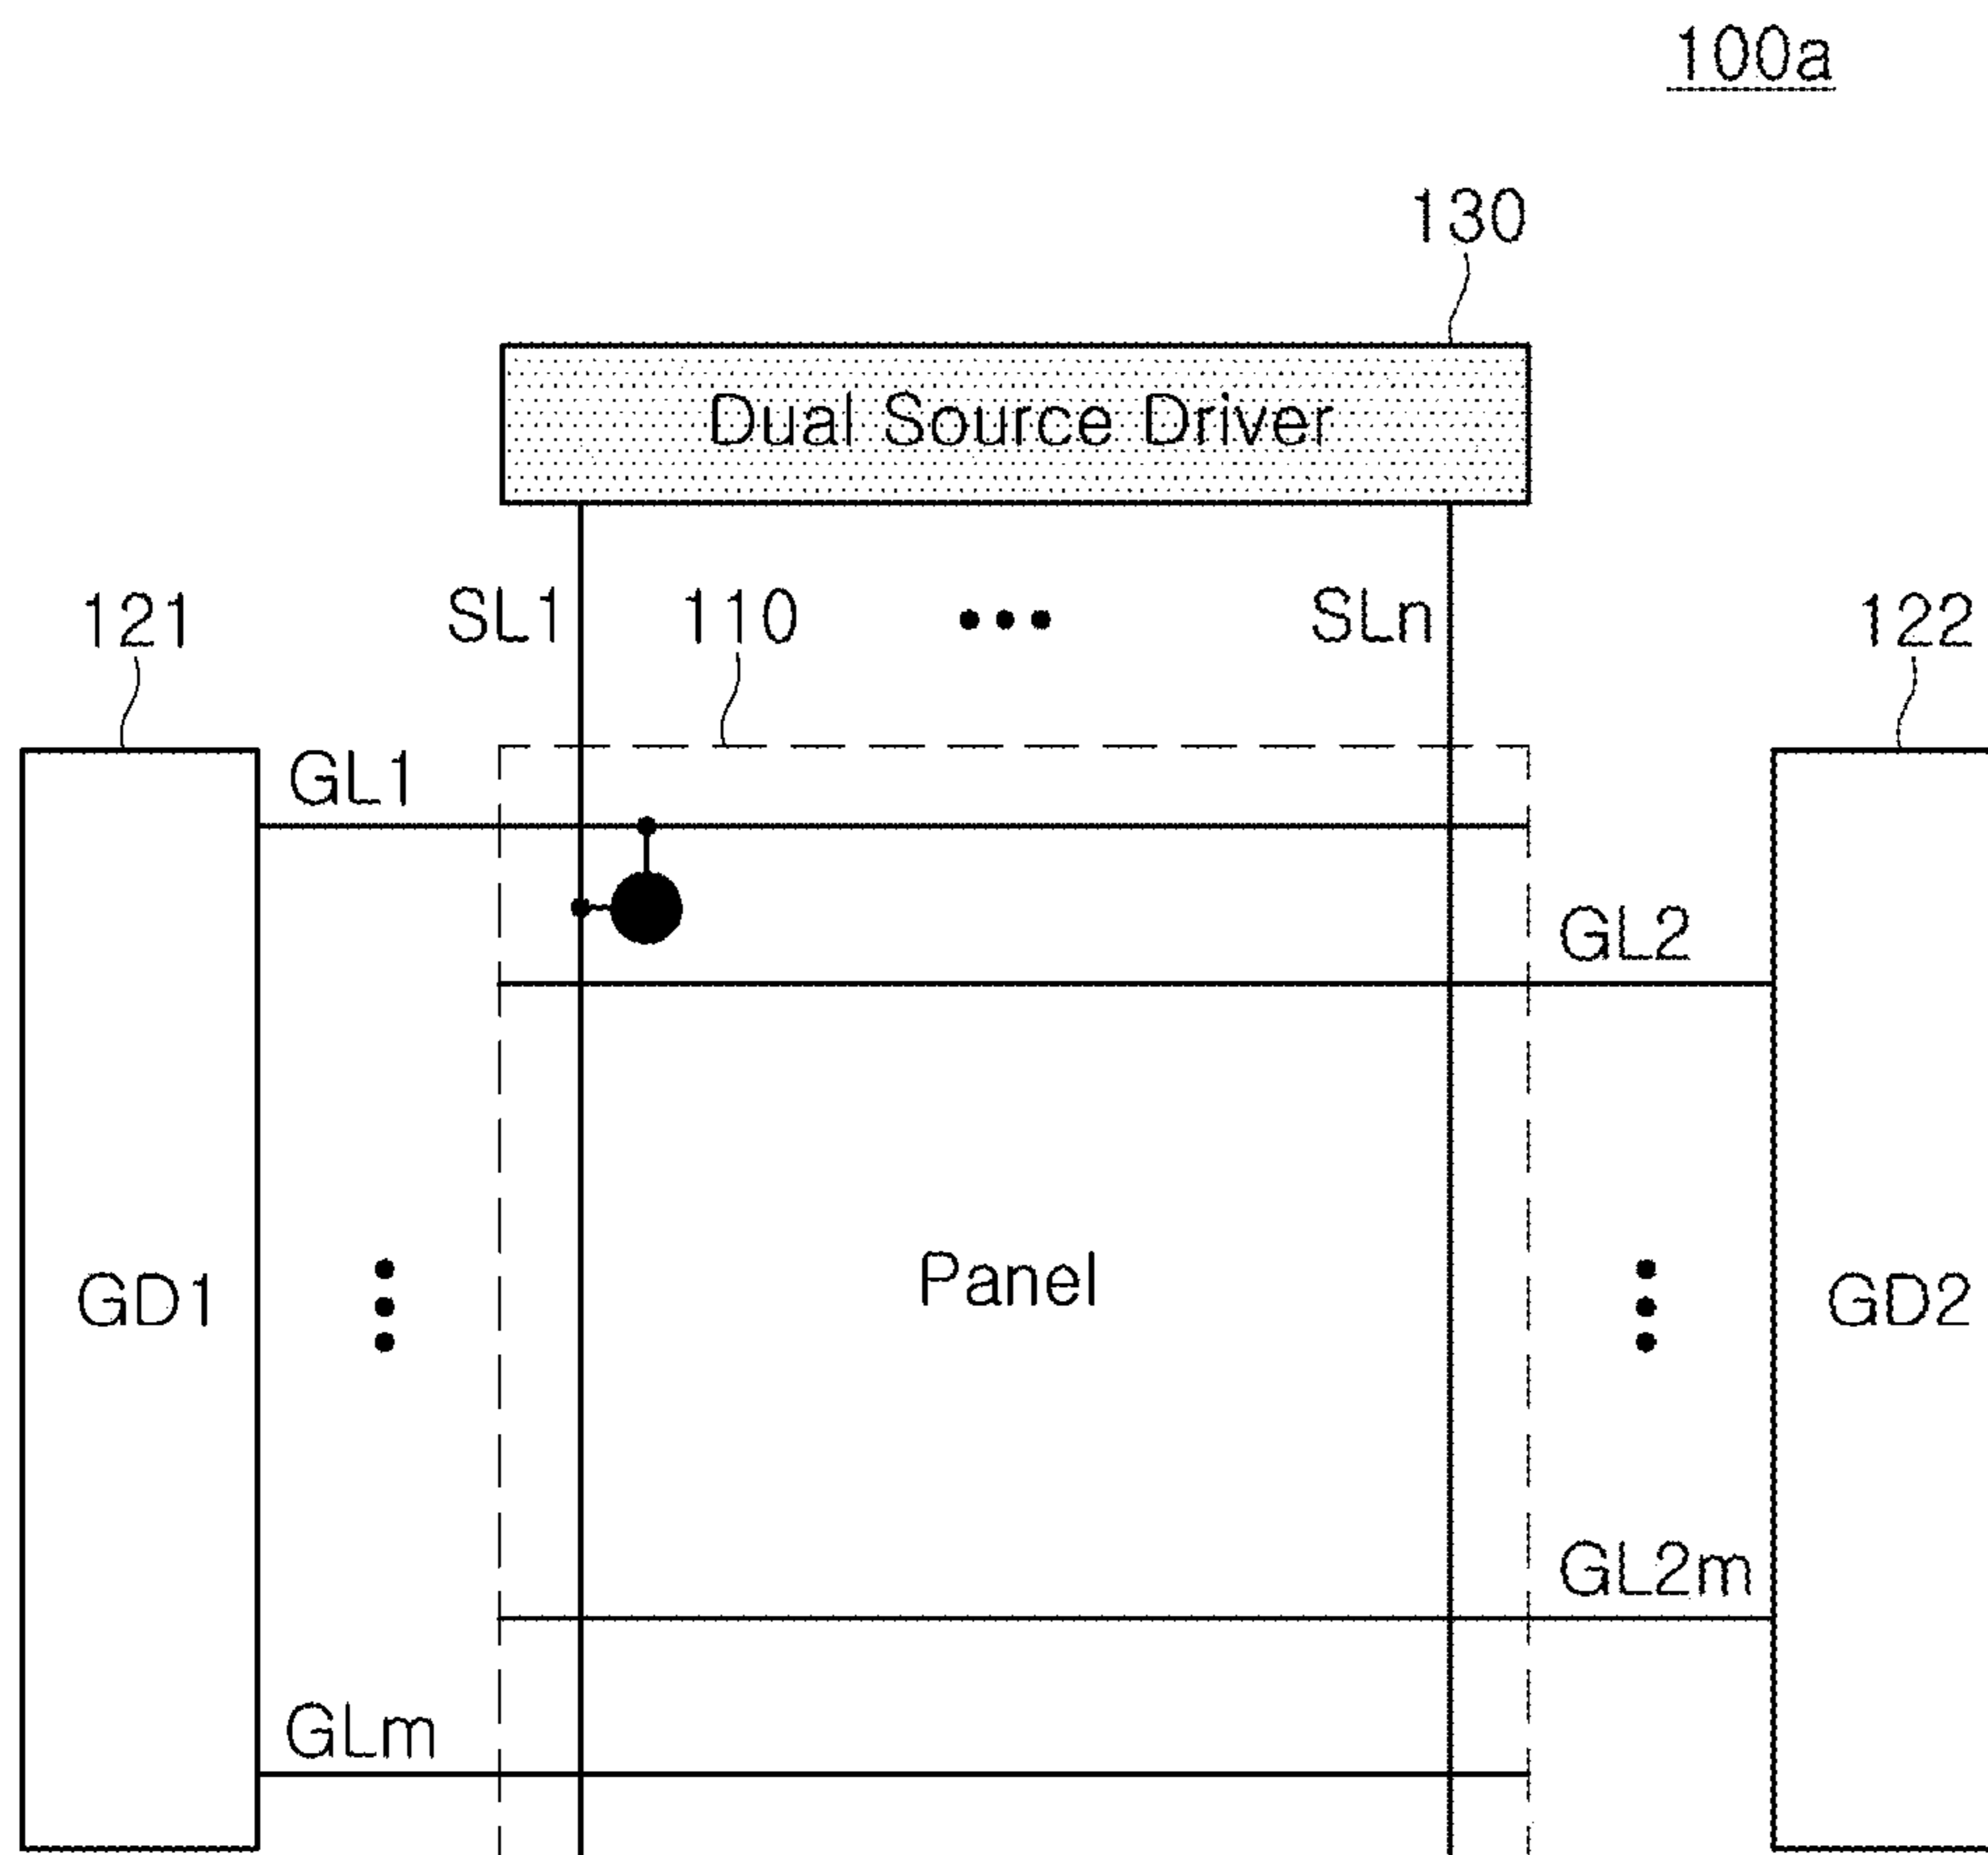 100a
130
Dual Source Driver
121
SL1
110
SLn
122
GL1
GL2
GD1
Panel
GD2
GL2m
GLm